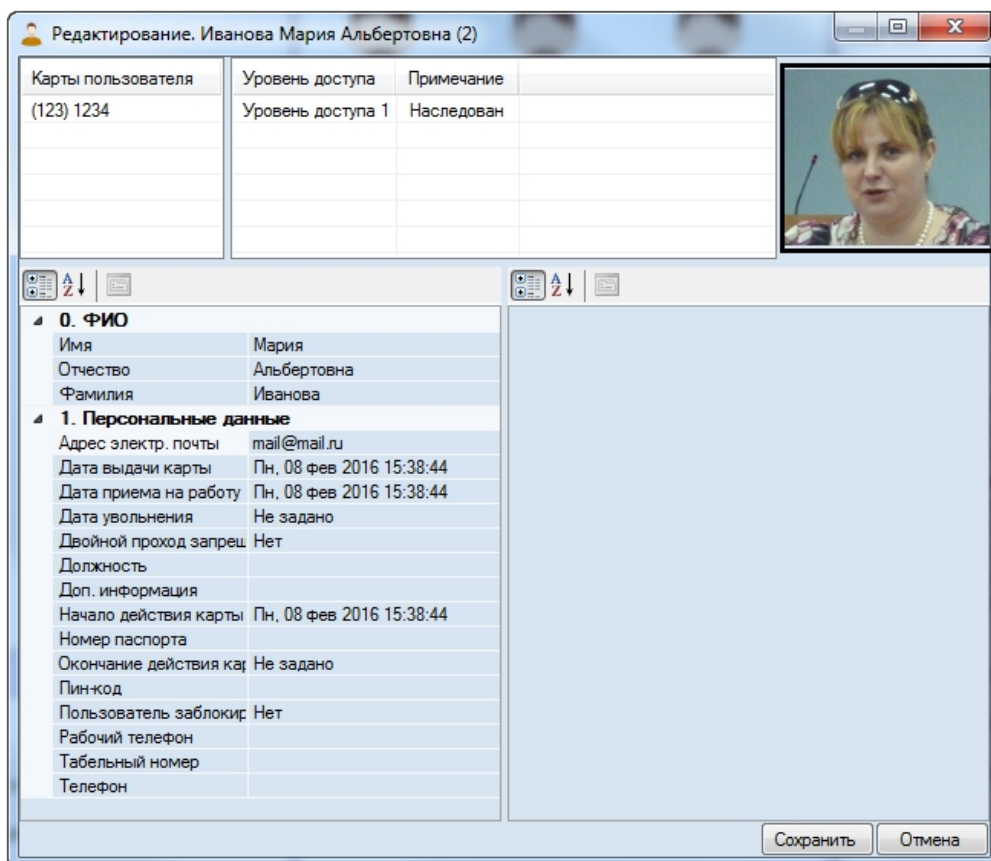 Редактирование. Иванова Мария Альбертовна (2)
Карты пользователя
Уровень доступа Примечание
(123) 1234
Уровень доступа 1 Наследован
0. ФИО
Имя Мария
Отчество Альбертовна
Фамилия Иванова
1. Персональные данные
Адрес электр. почты mail@mail.ru
Дата выдачи карты Пн, 08 фев 2016 15:38:44
Дата приема на работу Пн, 08 фев 2016 15:38:44
Дата увольнения Не задано
Двойной проход запрещ Нет
Должность
Доп. информация
Начало действия карты Пн, 08 фев 2016 15:38:44
Номер паспорта
Окончание действия кар Не задано
Пин-код
Пользователь заблокир Нет
Рабочий телефон
Табельный номер
Телефон
Сохранить Отмена